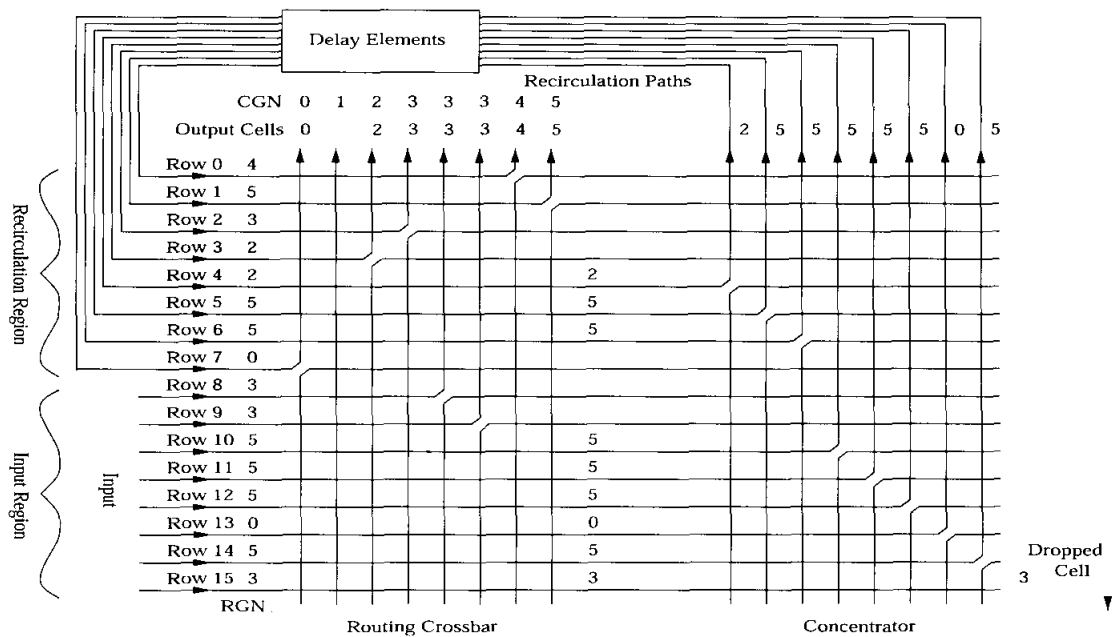 Delay Elements
Recirculation Paths
CGN 0 1 2 3 3 3 4 5
Output Cells 0 2 3 3 3 4 5 2 5 5 5 5 5 0 5
Row 0 4
Row 1 5
Row 2 3
Row 3 2
Row 4 2 2
Row 5 5 5
Row 6 5 5
Row 7 0
Row 8 3
Row 9 3
Row 10 5 5
Row 11 5 5
Row 12 5 5
Row 13 0 0
Row 14 5 5
Row 15 3 3
3 Dropped
Cell
RGN
Recirculation Region
Input Region
Input
Routing Crossbar
Concentrator